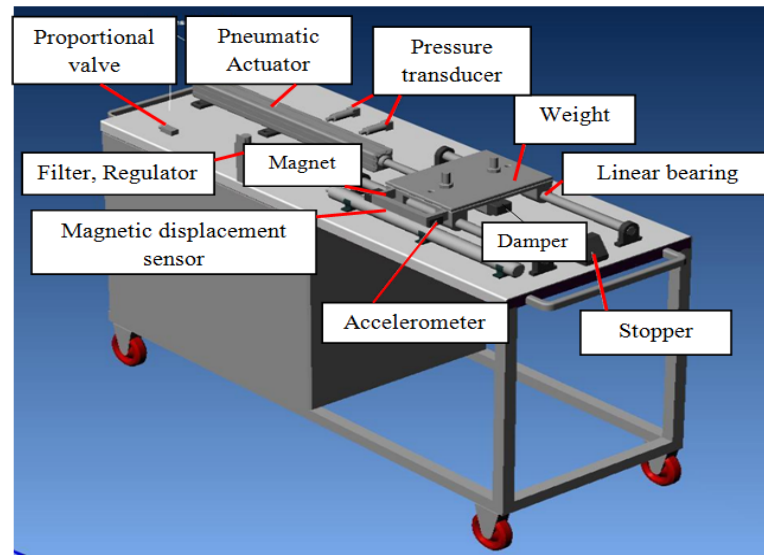 Proportional
valve
Pneumatic
Actuator
Pressure
transducer
Weight
Filter, Regulator
Magnet
Linear bearing
Magnetic displacement
sensor
Damper
Accelerometer
Stopper